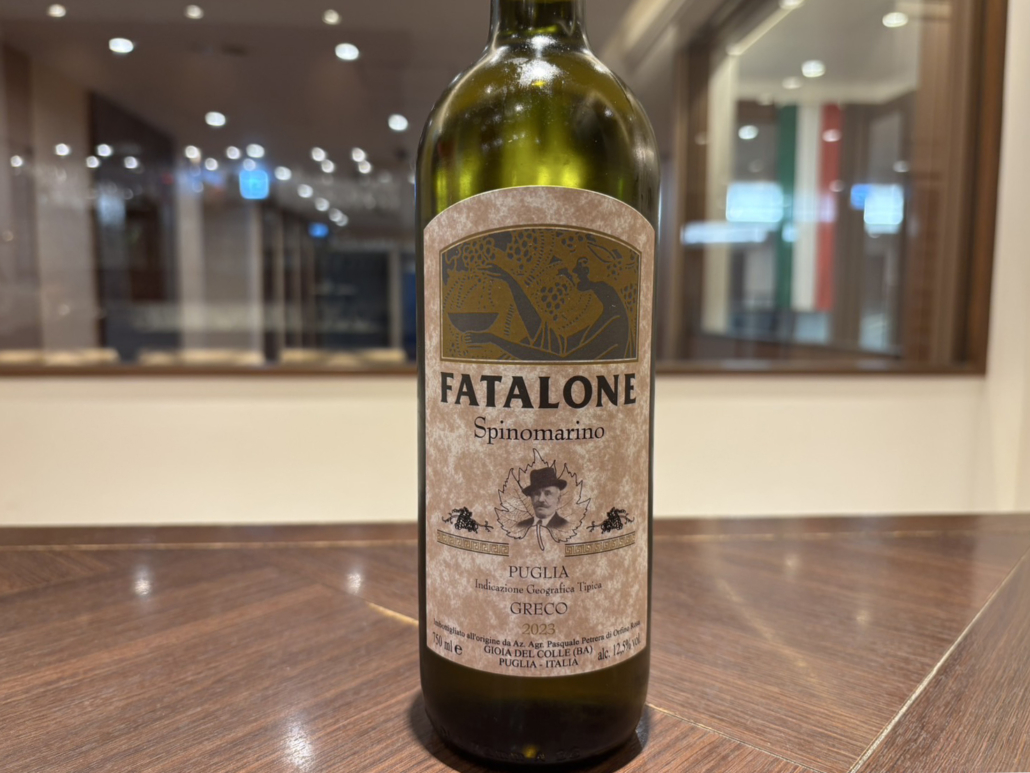 FATALONE
Spinomarino
PUGLIA
Indicazione Geografica Tipica
GRECO
2023
Imbottigliato all'origine da Az. Agr. Pasquale Petrera di Orfino Rosa
750 ml e
GIOIA DEL COLLE (BA)
PUGLIA - ITALIA
alc. 12,5% vol.